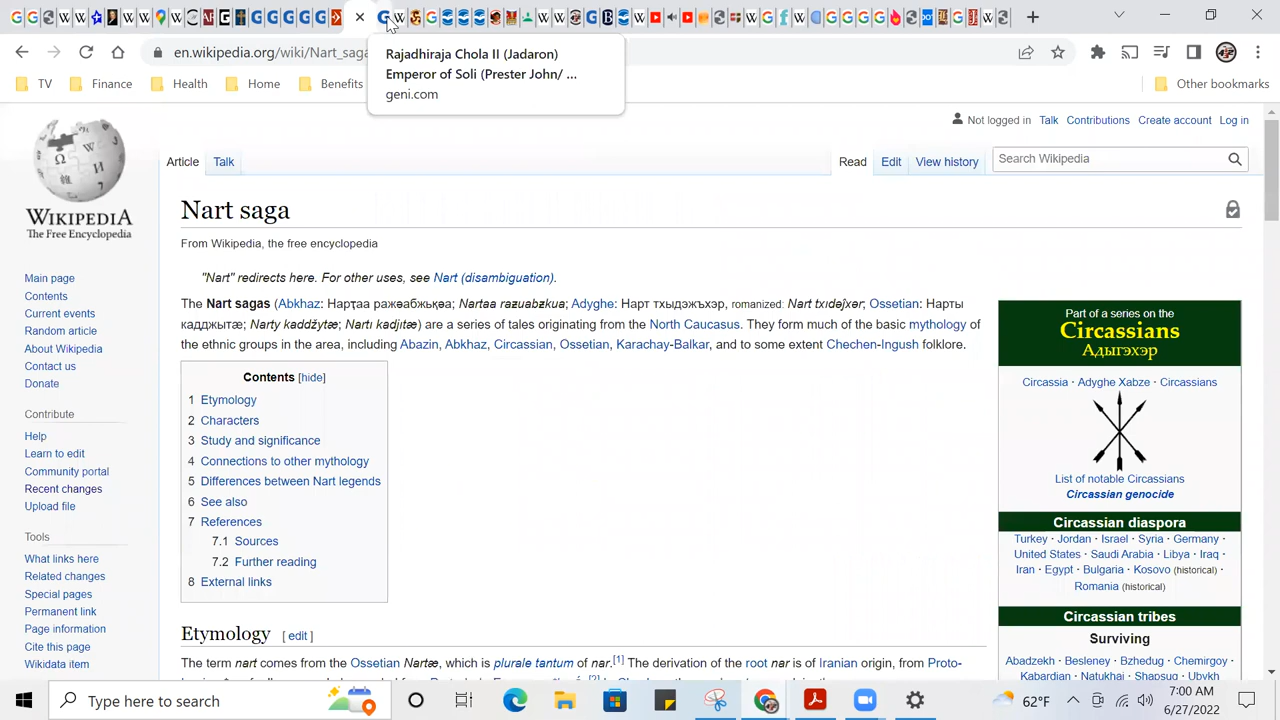 en.wikipedia.org/wiki/Nart_saga
Rajadhiraja Chola II (Jadaron)
Emperor of Soli (Prester John/ ...
geni.com
TV
Finance
Health
Home
Benefits
Other bookmarks
WIKIPEDIA
The Free Encyclopedia
Not logged in Talk Contributions Create account Log in
Article Talk
Read Edit View history
Search Wikipedia
Nart saga
From Wikipedia, the free encyclopedia
"Nart" redirects here. For other uses, see Nart (disambiguation).
The Nart sagas (Abkhaz: Нарҭаа ражәабжьқәа; Nartaa raƶuabƶkua; Adyghe: Нарт тхыдэжъхэр, romanized: Nart txıdəĵxər; Ossetian: Нарты
кадджытæ; Narty kaddžytæ; Nartı kadjıtæ) are a series of tales originating from the North Caucasus. They form much of the basic mythology of
the ethnic groups in the area, including Abazin, Abkhaz, Circassian, Ossetian, Karachay-Balkar, and to some extent Chechen-Ingush folklore.
Contents [hide]
1 Etymology
2 Characters
3 Study and significance
4 Connections to other mythology
5 Differences between Nart legends
6 See also
7 References
7.1 Sources
7.2 Further reading
8 External links
Etymology [ edit ]
The term nart comes from the Ossetian Nartæ, which is plurale tantum of nar.[1] The derivation of the root nar is of Iranian origin, from Proto-
Main page
Contents
Current events
Random article
About Wikipedia
Contact us
Donate
Contribute
Help
Learn to edit
Community portal
Recent changes
Upload file
Tools
What links here
Related changes
Special pages
Permanent link
Page information
Cite this page
Wikidata item
Part of a series on the
Circassians
Адыгэхэр
Circassia · Adyghe Xabze · Circassians
List of notable Circassians
Circassian genocide
Circassian diaspora
Turkey · Jordan · Israel · Syria · Germany ·
United States · Saudi Arabia · Libya · Iraq ·
Iran · Egypt · Bulgaria · Kosovo (historical) ·
Romania (historical)
Circassian tribes
Surviving
Abadzekh · Besleney · Bzhedug · Chemirgoy ·
Kabardian · Natukhai · Shapsug · Ubykh
Type here to search
62°F
7:00 AM
6/27/2022